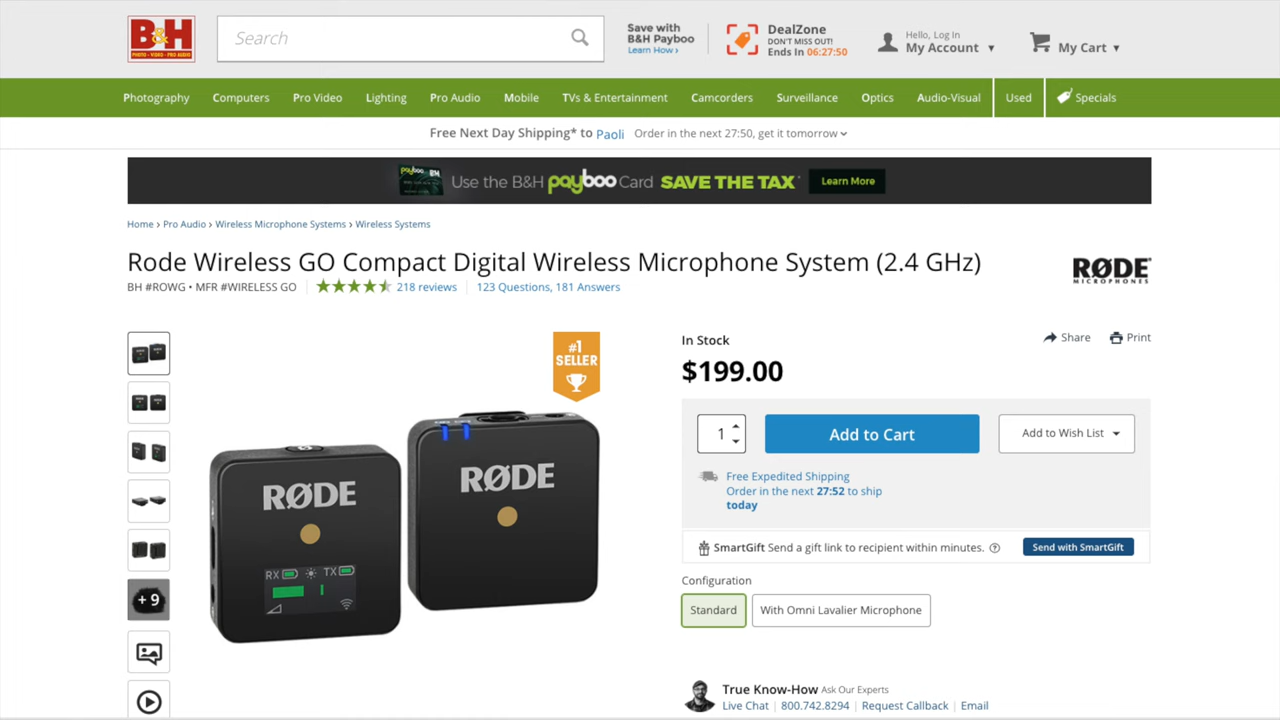 B&H
PHOTO • VIDEO • PRO AUDIO
Search
Save with
B&H Payboo
Learn How ›
DealZone
DON'T MISS OUT!
Ends In 06:27:50
Hello, Log In
My Account ▼
My Cart ▼
Photography Computers Pro Video Lighting Pro Audio Mobile TVs & Entertainment Camcorders Surveillance Optics Audio-Visual Used Specials
Free Next Day Shipping* to Paoli Order in the next 27:50, get it tomorrow
payboo B&H Use the B&H payboo Card SAVE THE TAX* Learn More
Home › Pro Audio › Wireless Microphone Systems › Wireless Systems
Rode Wireless GO Compact Digital Wireless Microphone System (2.4 GHz)
BH #ROWG • MFR #WIRELESS GO 218 reviews 123 Questions, 181 Answers
RØDE
MICROPHONES
#1
SELLER
RØDE
RX TX
RØDE
+ 9
In Stock
Share Print
$199.00
1 Add to Cart Add to Wish List
Free Expedited Shipping
Order in the next 27:52 to ship
today
SmartGift Send a gift link to recipient within minutes. Send with SmartGift
Configuration
Standard With Omni Lavalier Microphone
True Know-How Ask Our Experts
Live Chat | 800.742.8294 | Request Callback | Email